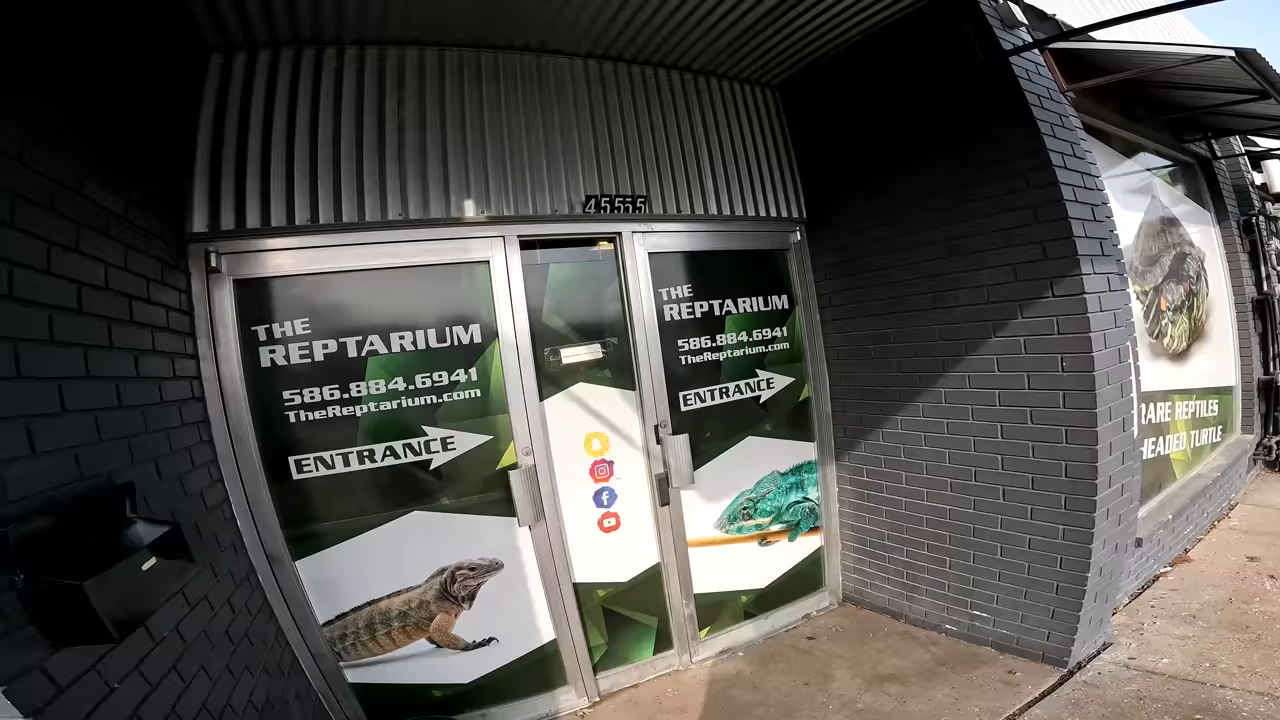 45555
THE
REPTARIUM
586.884.6941
TheReptarium.com
ENTRANCE
THE
REPTARIUM
586.884.6941
TheReptarium.com
ENTRANCE
RARE REPTILES
HEADED TURTLE